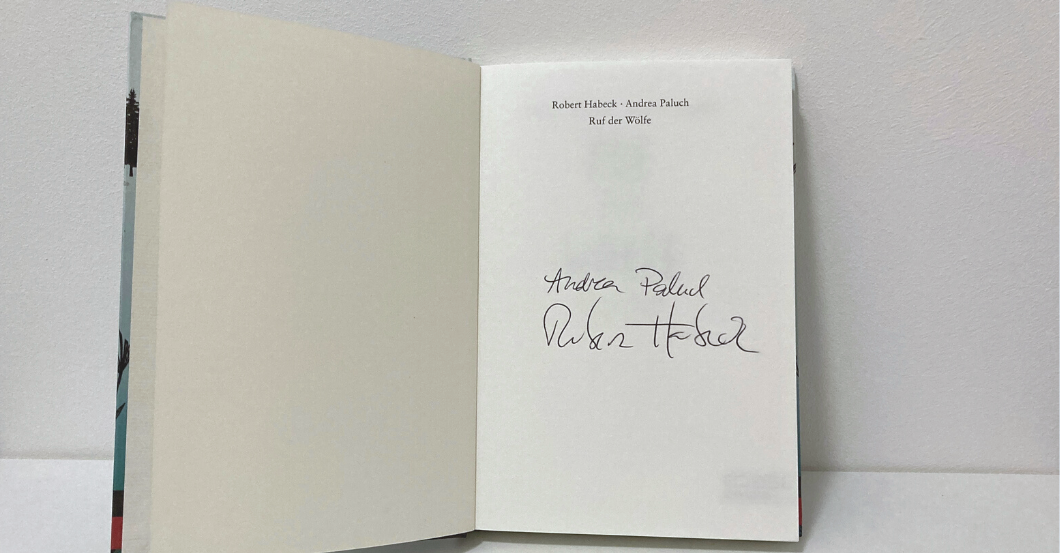 Robert Habeck · Andrea Paluch
Ruf der Wölfe
Andrea Paluch
Robert Habeck